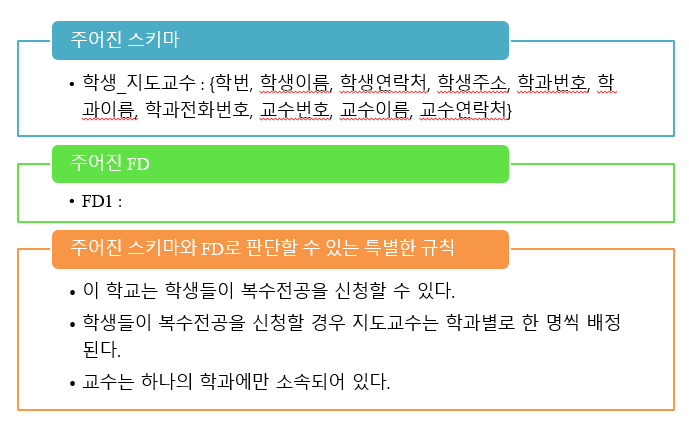 주어진 스키마
• 학생_지도교수 : {학번, 학생이름, 학생연락처, 학생주소, 학과번호, 학
과이름, 학과전화번호, 교수번호, 교수이름, 교수연락처}
주어진 FD
• FD1 :
주어진 스키마와 FD로 판단할 수 있는 특별한 규칙
• 이 학교는 학생들이 복수전공을 신청할 수 있다.
• 학생들이 복수전공을 신청할 경우 지도교수는 학과별로 한 명씩 배정
된다.
• 교수는 하나의 학과에만 소속되어 있다.